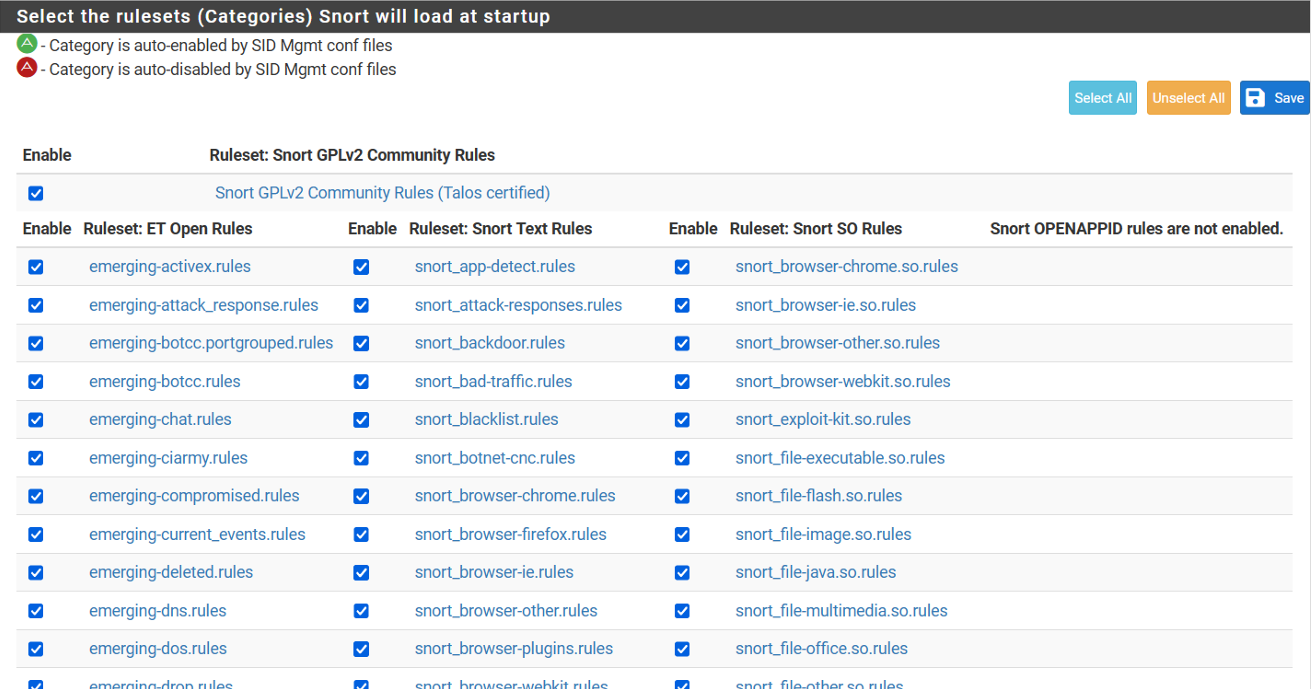 Select the rulesets (Categories) Snort will load at startup
A - Category is auto-enabled by SID Mgmt conf files
A - Category is auto-disabled by SID Mgmt conf files
Select All Unselect All Save
Enable Ruleset: Snort GPLv2 Community Rules
Snort GPLv2 Community Rules (Talos certified)
Enable Ruleset: ET Open Rules Enable Ruleset: Snort Text Rules Enable Ruleset: Snort SO Rules Snort OPENAPPID rules are not enabled.
emerging-activex.rules snort_app-detect.rules snort_browser-chrome.so.rules
emerging-attack_response.rules snort_attack-responses.rules snort_browser-ie.so.rules
emerging-botcc.portgrouped.rules snort_backdoor.rules snort_browser-other.so.rules
emerging-botcc.rules snort_bad-traffic.rules snort_browser-webkit.so.rules
emerging-chat.rules snort_blacklist.rules snort_exploit-kit.so.rules
emerging-ciarmy.rules snort_botnet-cnc.rules snort_file-executable.so.rules
emerging-compromised.rules snort_browser-chrome.rules snort_file-flash.so.rules
emerging-current_events.rules snort_browser-firefox.rules snort_file-image.so.rules
emerging-deleted.rules snort_browser-ie.rules snort_file-java.so.rules
emerging-dns.rules snort_browser-other.rules snort_file-multimedia.so.rules
emerging-dos.rules snort_browser-plugins.rules snort_file-office.so.rules
emerging-drop.rules snort_browser-webkit.rules snort_file-other.so.rules